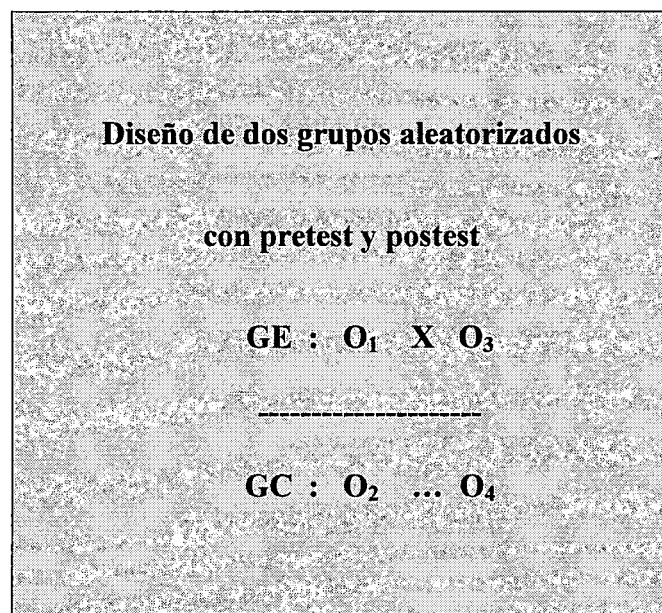 Diseño de dos grupos aleatorizados
con pretest y postest
GE : O₁ X O₃
---------------------
GC : O₂ ... O₄